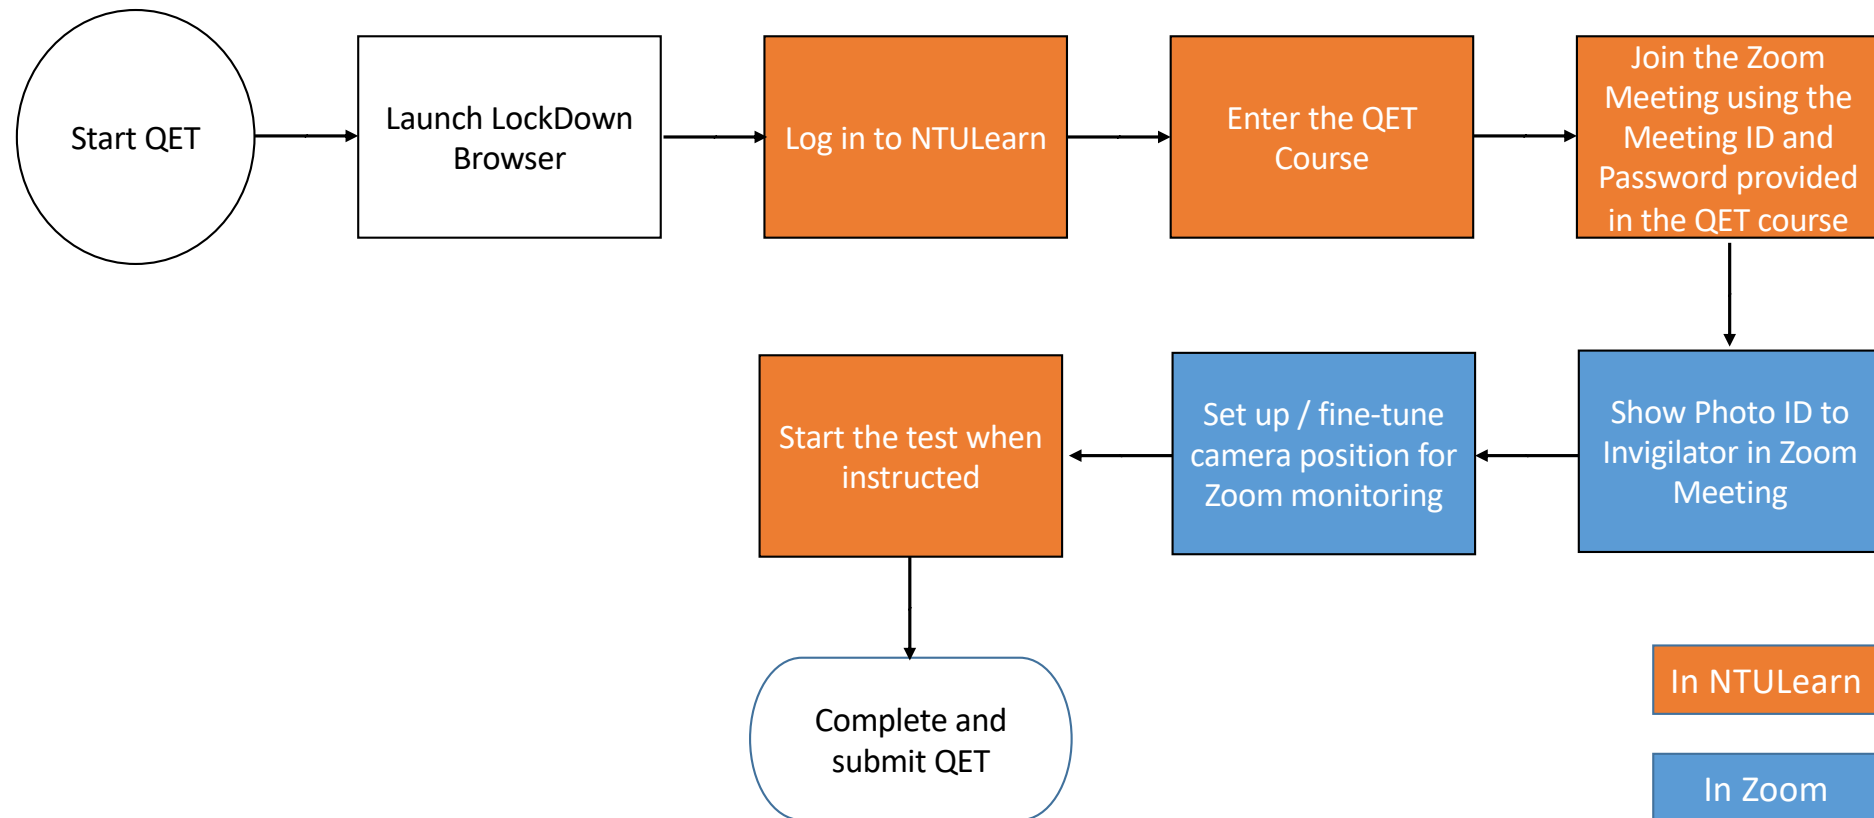 Start QET
Launch LockDown
Browser
Log in to NTULearn
Enter the QET
Course
Join the Zoom
Meeting using the
Meeting ID and
Password provided
in the QET course
Start the test when
instructed
Set up / fine-tune
camera position for
Zoom monitoring
Show Photo ID to
Invigilator in Zoom
Meeting
In NTULearn
Complete and
submit QET
In Zoom